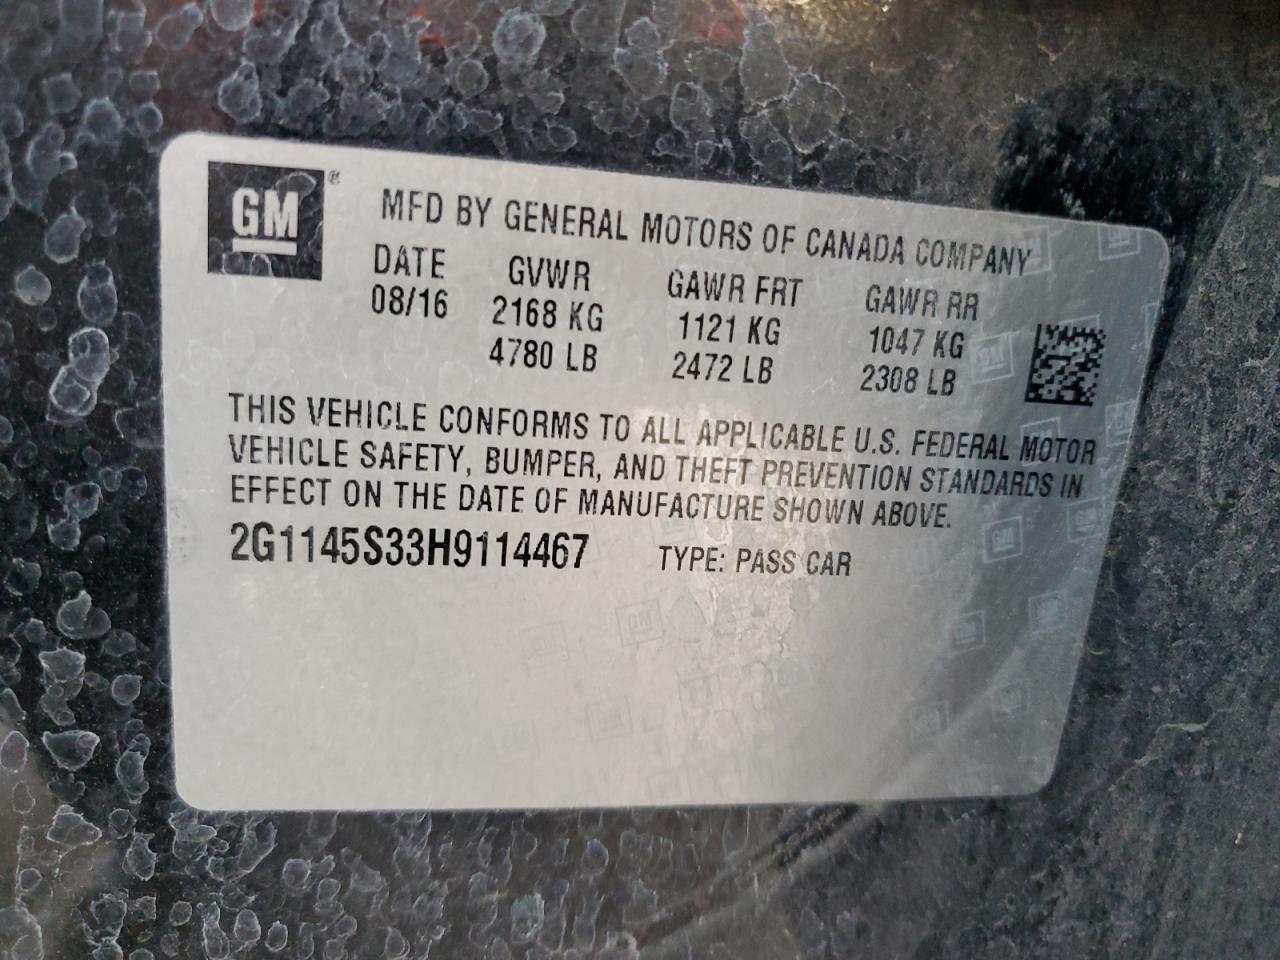 GM ®
MFD BY GENERAL MOTORS OF CANADA COMPANY
DATE GVWR GAWR FRT GAWR RR
08/16 2168 KG 1121 KG 1047 KG
4780 LB 2472 LB 2308 LB
THIS VEHICLE CONFORMS TO ALL APPLICABLE U.S. FEDERAL MOTOR
VEHICLE SAFETY, BUMPER, AND THEFT PREVENTION STANDARDS IN
EFFECT ON THE DATE OF MANUFACTURE SHOWN ABOVE.
2G1145S33H9114467 TYPE: PASS CAR